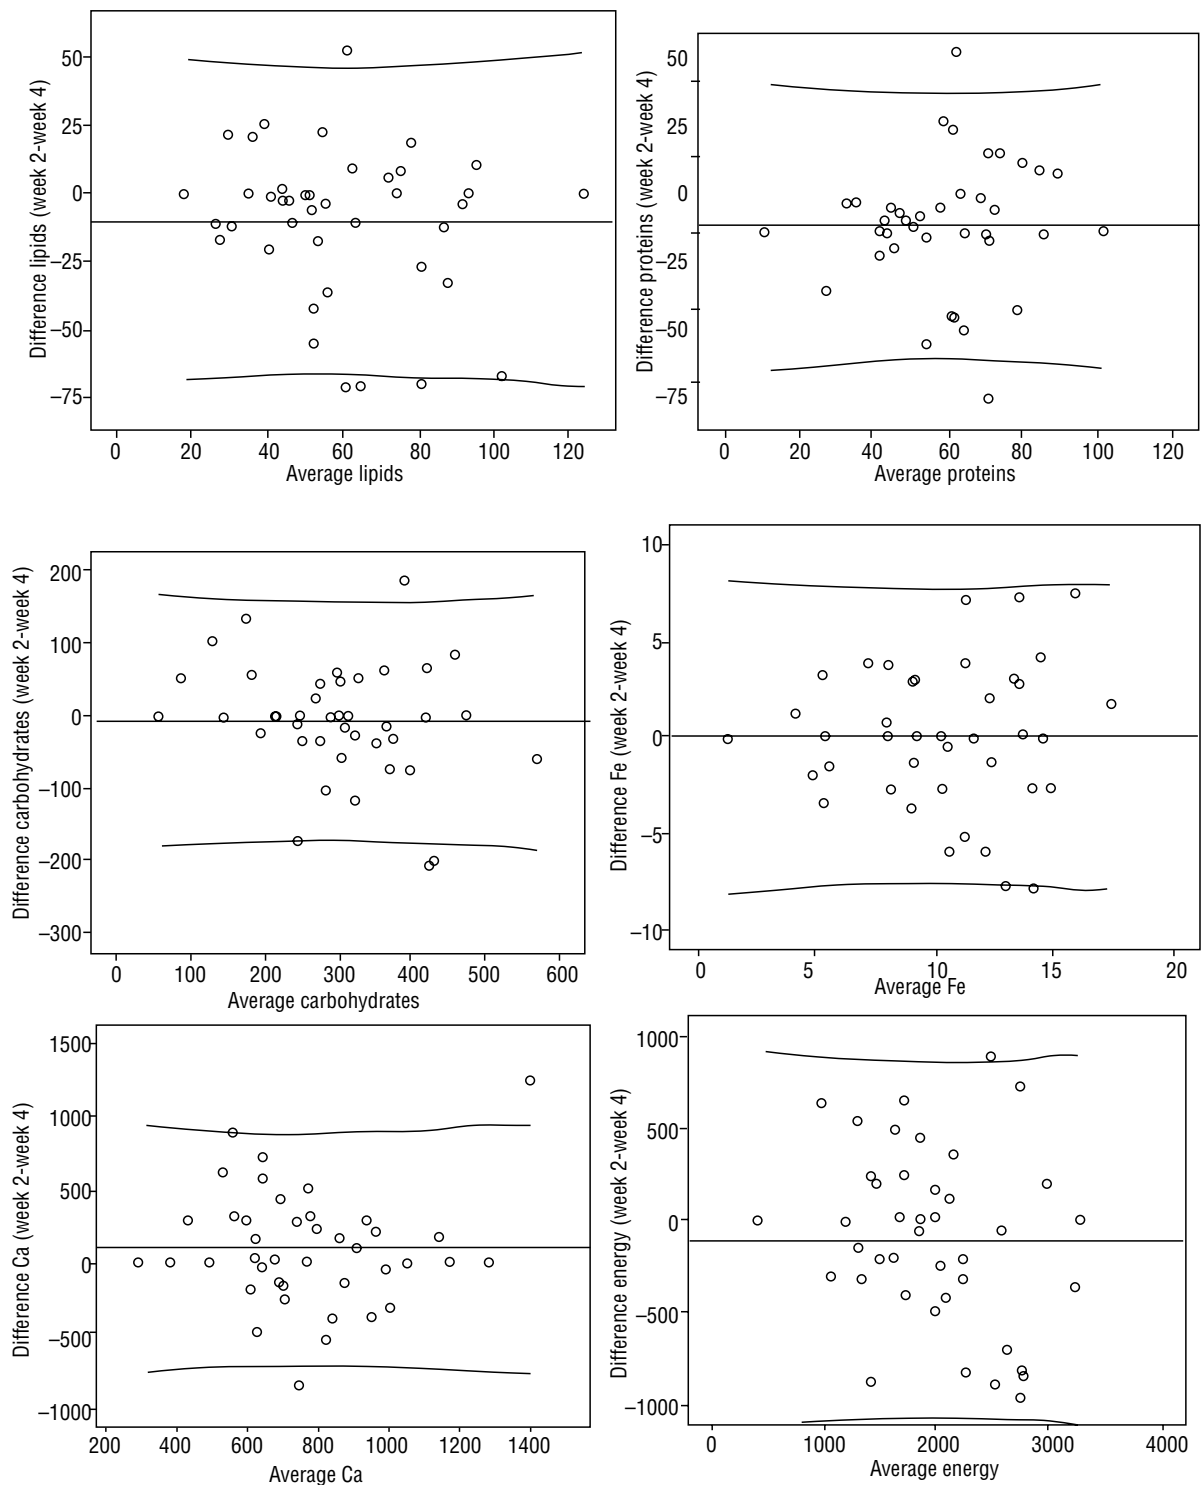 Difference lipids (week 2-week 4)
50
25
0
–25
–50
–75
0 20 40 60 80 100 120
Average lipids
Difference proteins (week 2-week 4)
50
25
0
–25
–50
–75
0 20 40 60 80 100 120
Average proteins
Difference carbohydrates (week 2-week 4)
200
100
0
–100
–200
–300
0 100 200 300 400 500 600
Average carbohydrates
Difference Fe (week 2-week 4)
10
5
0
–5
–10
0 5 10 15 20
Average Fe
Difference Ca (week 2-week 4)
1500
1000
500
0
–500
–1000
200 400 600 800 1000 1200 1400
Average Ca
Difference energy (week 2-week 4)
1000
500
0
–500
–1000
0 1000 2000 3000 4000
Average energy